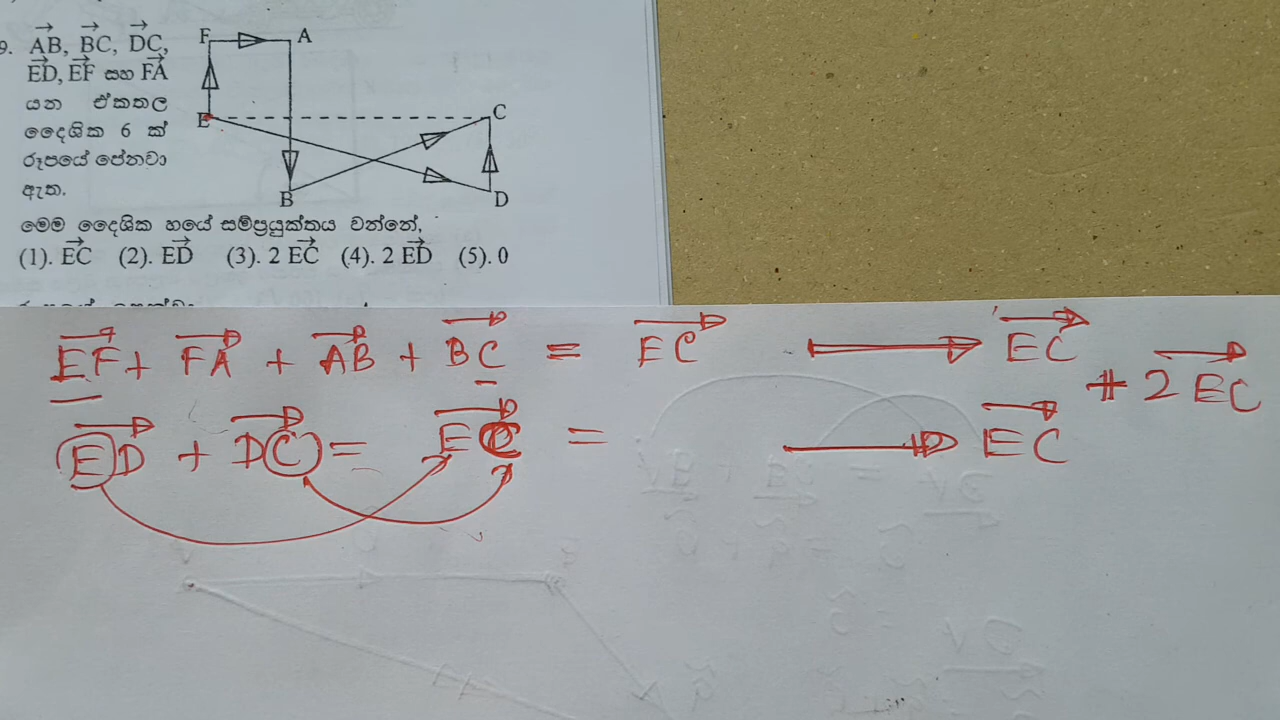 9. AB, BC, DC,
ED, EF සහ FA
යන ඒකතල
දෛශික 6 ක්
රූපයේ පේනවා
ඇත.
F A
E C
B D
මෙම දෛශික හයේ සම්ප්‍රයුක්තය වන්නේ,
(1). EC (2). ED (3). 2 EC (4). 2 ED (5). 0
EF + FA + AB + BC = EC EC
+ 2 EC
ED + DC = EC = EC